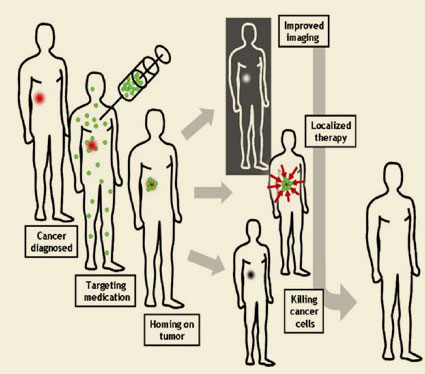 Improved
imaging
Localized
therapy
Cancer
diagnosed
Targeting
medication
Homing on
tumor
Killing
cancer
cells